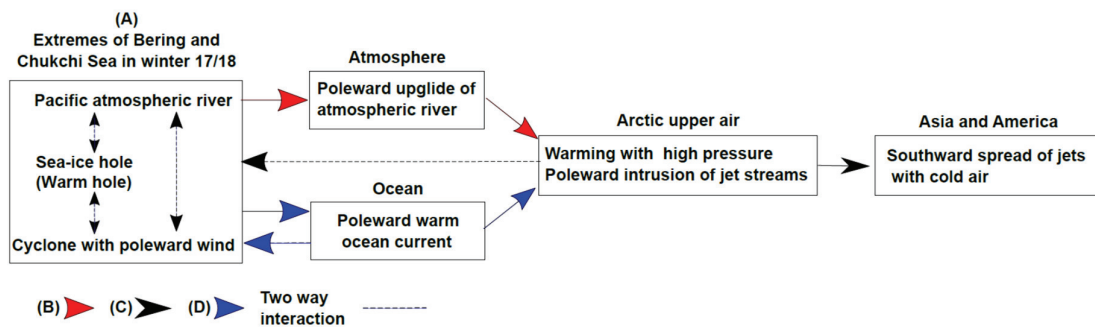 (A)
Extremes of Bering and
Chukchi Sea in winter 17/18
Pacific atmospheric river
Sea-ice hole
(Warm hole)
Cyclone with poleward wind
Atmosphere
Poleward upglide of
atmospheric river
Ocean
Poleward warm
ocean current
Arctic upper air
Warming with high pressure
Poleward intrusion of jet streams
Asia and America
Southward spread of jets
with cold air
(B)
(C)
(D)
Two way
interaction